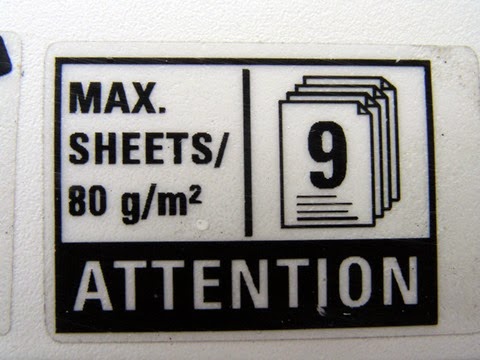 MAX.
SHEETS/
80 g/m²
9
ATTENTION